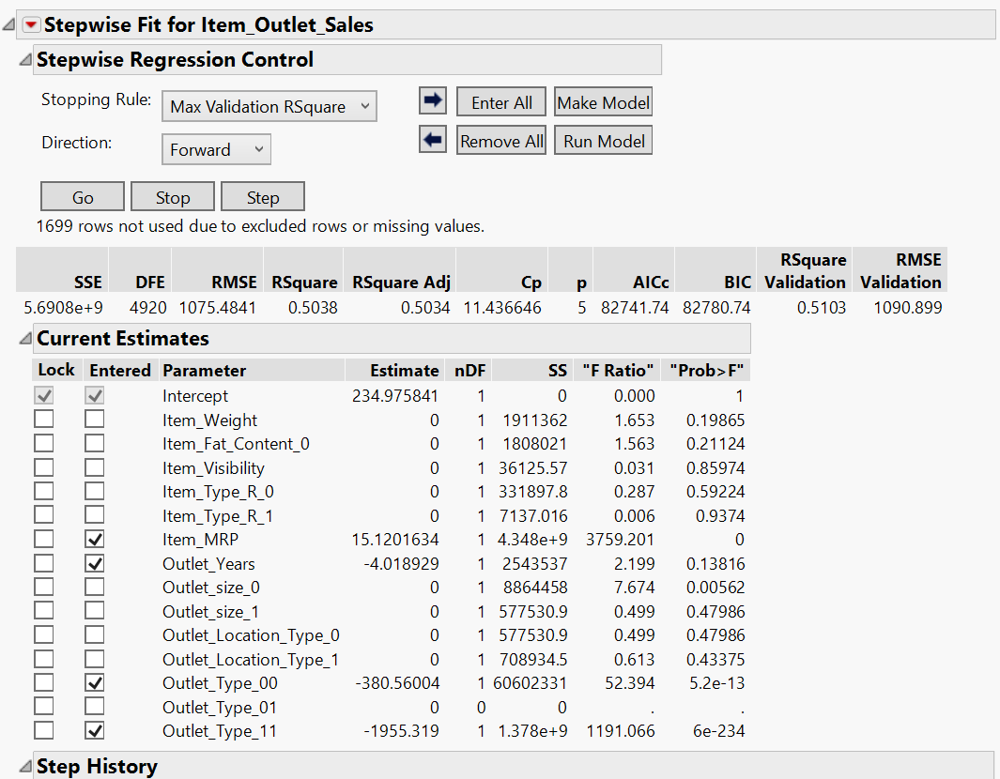 Stepwise Fit for Item_Outlet_Sales
Stepwise Regression Control
Stopping Rule: Max Validation RSquare Enter All Make Model
Direction: Forward Remove All Run Model
Go Stop Step
1699 rows not used due to excluded rows or missing values.
RSquare RMSE
SSE DFE RMSE RSquare RSquare Adj Cp p AICc BIC Validation Validation
5.6908e+9 4920 1075.4841 0.5038 0.5034 11.436646 5 82741.74 82780.74 0.5103 1090.899
Current Estimates
Lock Entered Parameter Estimate nDF SS "F Ratio" "Prob>F"
Intercept 234.975841 1 0 0.000 1
Item_Weight 0 1 1911362 1.653 0.19865
Item_Fat_Content_0 0 1 1808021 1.563 0.21124
Item_Visibility 0 1 36125.57 0.031 0.85974
Item_Type_R_0 0 1 331897.8 0.287 0.59224
Item_Type_R_1 0 1 7137.016 0.006 0.9374
Item_MRP 15.1201634 1 4.348e+9 3759.201 0
Outlet_Years -4.018929 1 2543537 2.199 0.13816
Outlet_size_0 0 1 8864458 7.674 0.00562
Outlet_size_1 0 1 577530.9 0.499 0.47986
Outlet_Location_Type_0 0 1 577530.9 0.499 0.47986
Outlet_Location_Type_1 0 1 708934.5 0.613 0.43375
Outlet_Type_00 -380.56004 1 60602331 52.394 5.2e-13
Outlet_Type_01 0 0 0 . .
Outlet_Type_11 -1955.319 1 1.378e+9 1191.066 6e-234
Step History